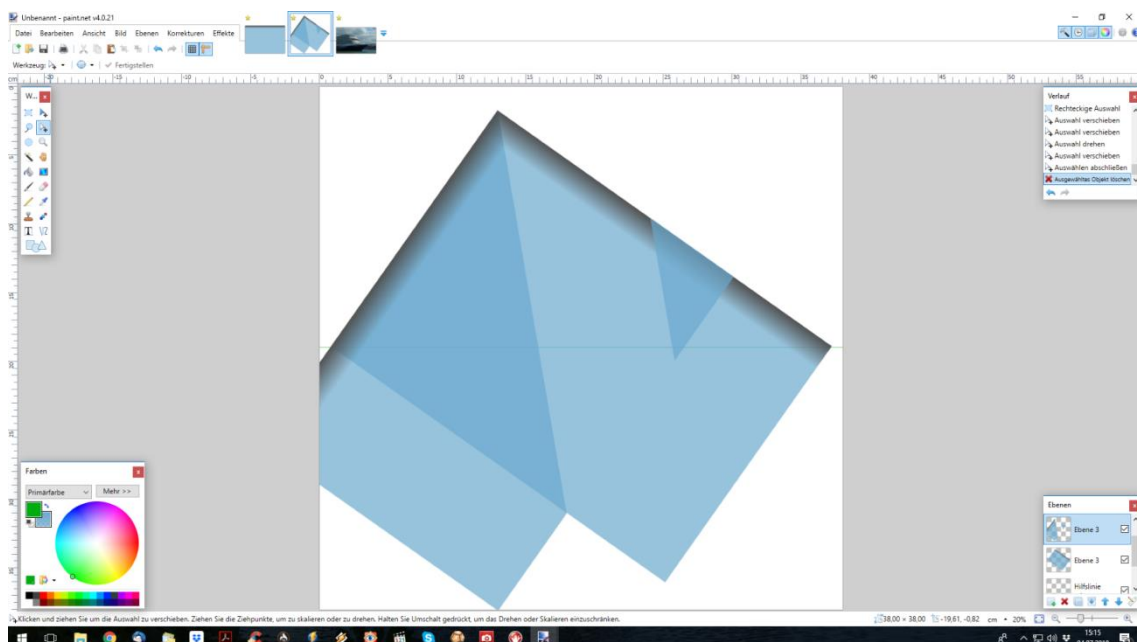 Unbenannt - paint.net v4.0.21
Datei Bearbeiten Ansicht Bild Ebenen Korrekturen Effekte
Werkzeug: Fertigstellen
cm
W...
Verlauf
Rechteckige Auswahl
Auswahl verschieben
Auswahl verschieben
Auswahl drehen
Auswahl verschieben
Auswählen abschließen
Ausgewähltes Objekt löschen
Farben
Primärfarbe Mehr >>
Ebenen
Ebene 3
Ebene 3
Hilfslinie
Klicken und ziehen Sie um die Auswahl zu verschieben. Ziehen Sie die Ziehpunkte, um zu skalieren oder zu drehen. Halten Sie Umschalt gedrückt, um das Drehen oder Skalieren einzuschränken.
38,00 × 38,00 -19,61, -0,82 cm 20%
15:15